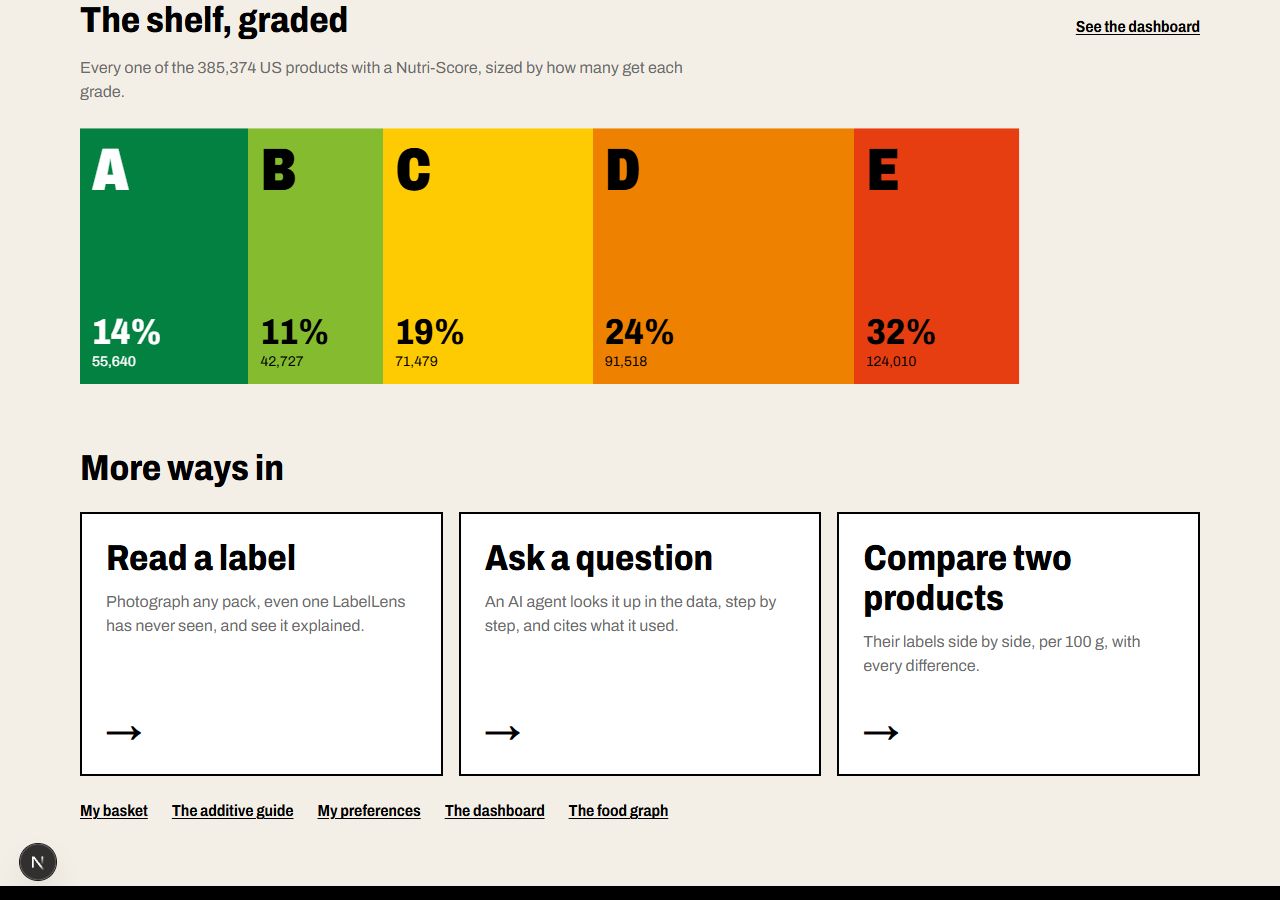 The shelf, graded
See the dashboard
Every one of the 385,374 US products with a Nutri-Score, sized by how many get each
grade.
A
B
C
D
E
14%
11%
19%
24%
32%
55,640
42,727
71,479
91,518
124,010
More ways in
Read a label
Photograph any pack, even one LabelLens
has never seen, and see it explained.
Ask a question
An AI agent looks it up in the data, step by
step, and cites what it used.
Compare two
products
Their labels side by side, per 100 g, with
every difference.
My basket
The additive guide
My preferences
The dashboard
The food graph
N